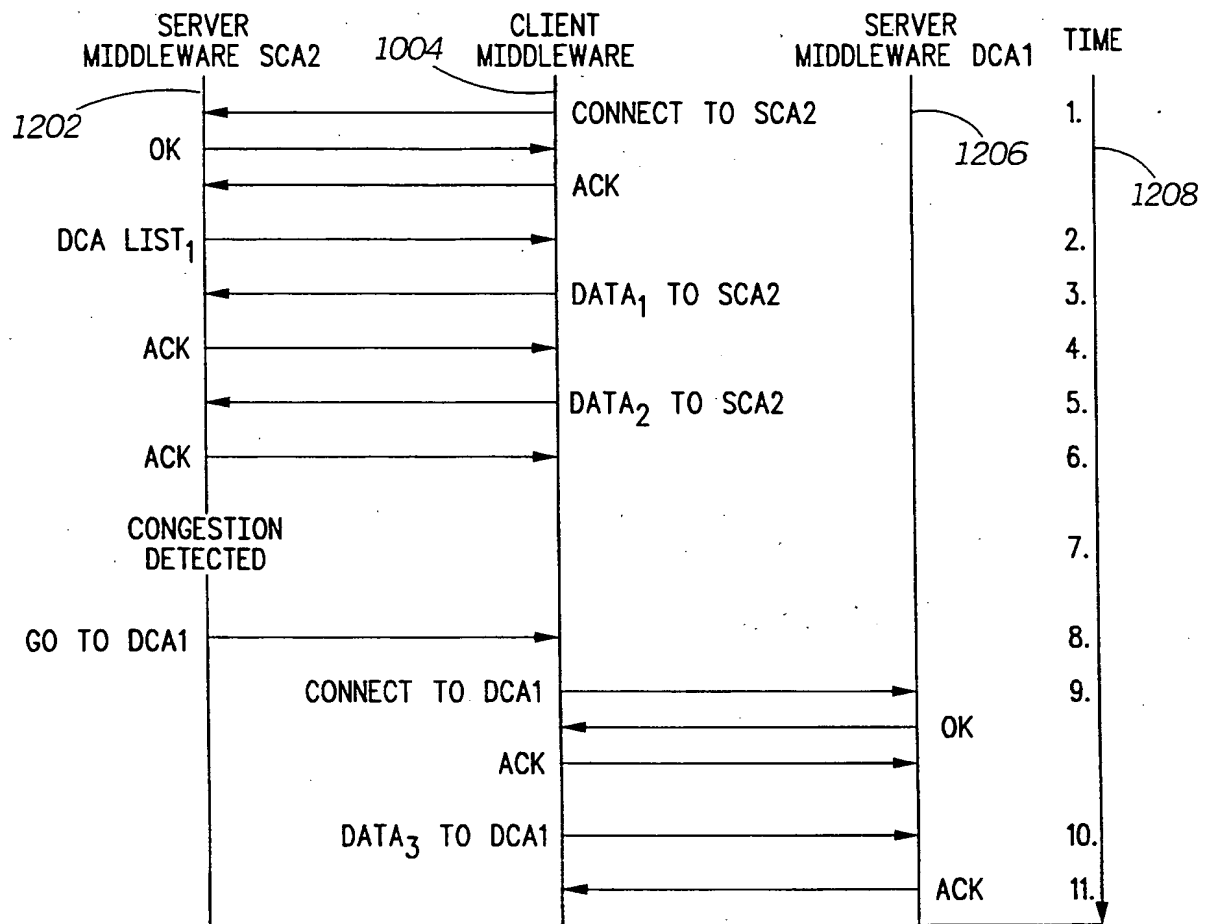 SERVER
MIDDLEWARE SCA2
CLIENT
MIDDLEWARE
SERVER
MIDDLEWARE DCA1
TIME
1202
1004
1206
1208
CONNECT TO SCA2
1.
OK
ACK
DCA LIST1
2.
DATA1 TO SCA2
3.
ACK
4.
DATA2 TO SCA2
5.
ACK
6.
CONGESTION
DETECTED
7.
GO TO DCA1
8.
CONNECT TO DCA1
9.
OK
ACK
DATA3 TO DCA1
10.
ACK
11.